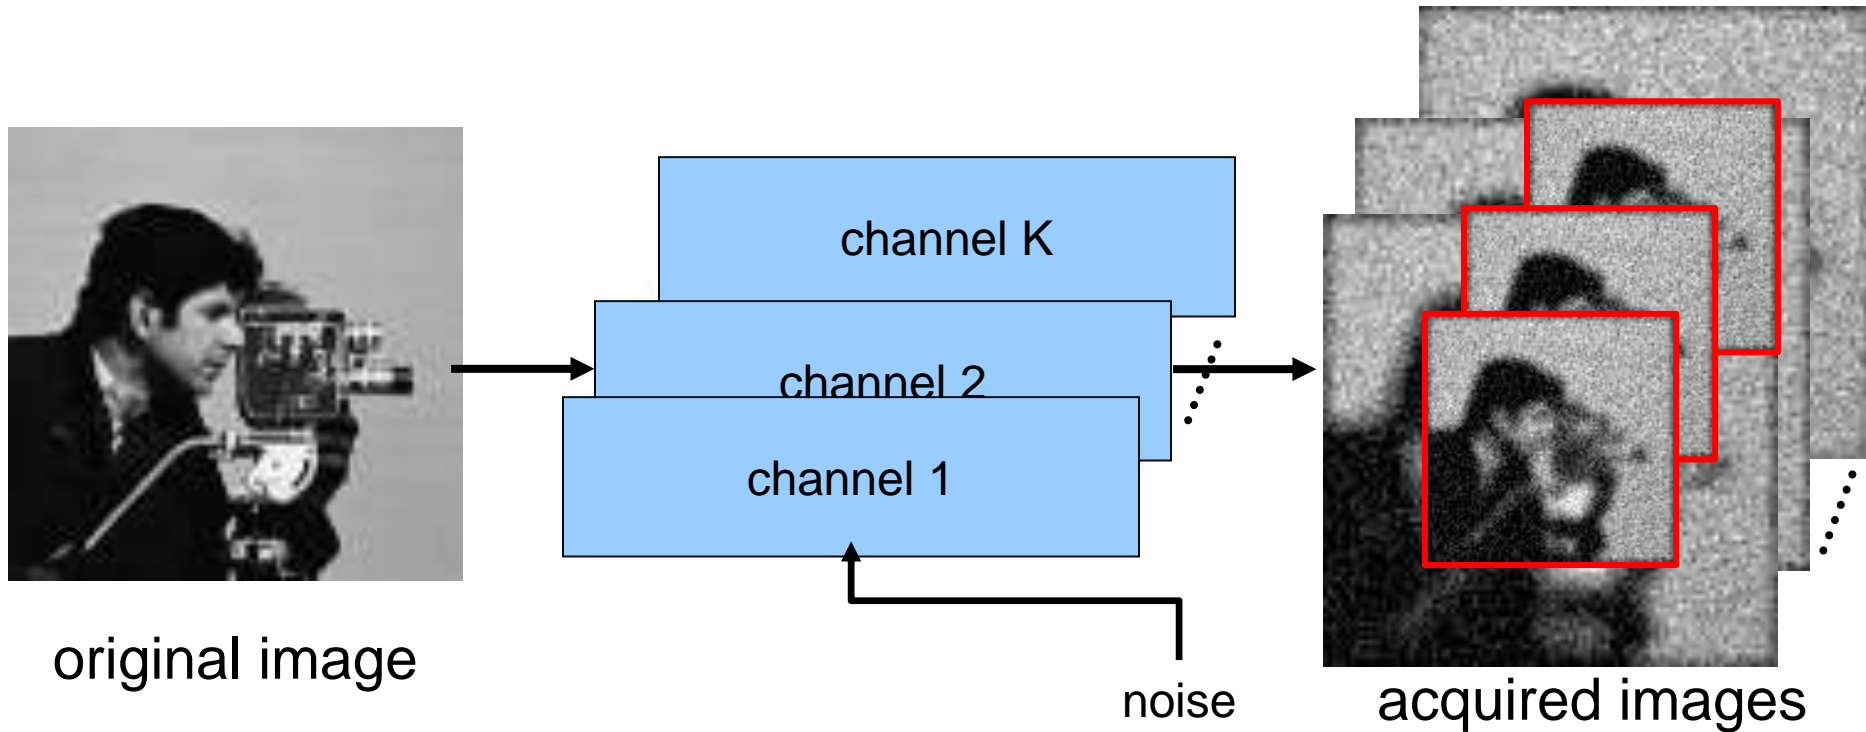 channel K
channel 2
channel 1
original image
noise
acquired images